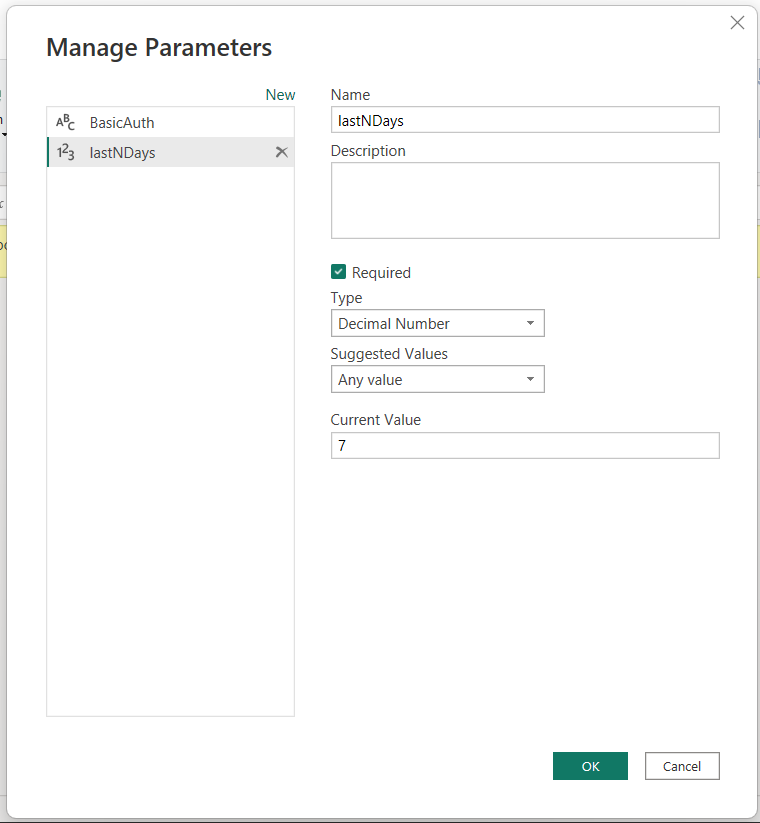 Manage Parameters
New
ABC BasicAuth
123 lastNDays
Name
lastNDays
Description
Required
Type
Decimal Number
Suggested Values
Any value
Current Value
7
OK
Cancel